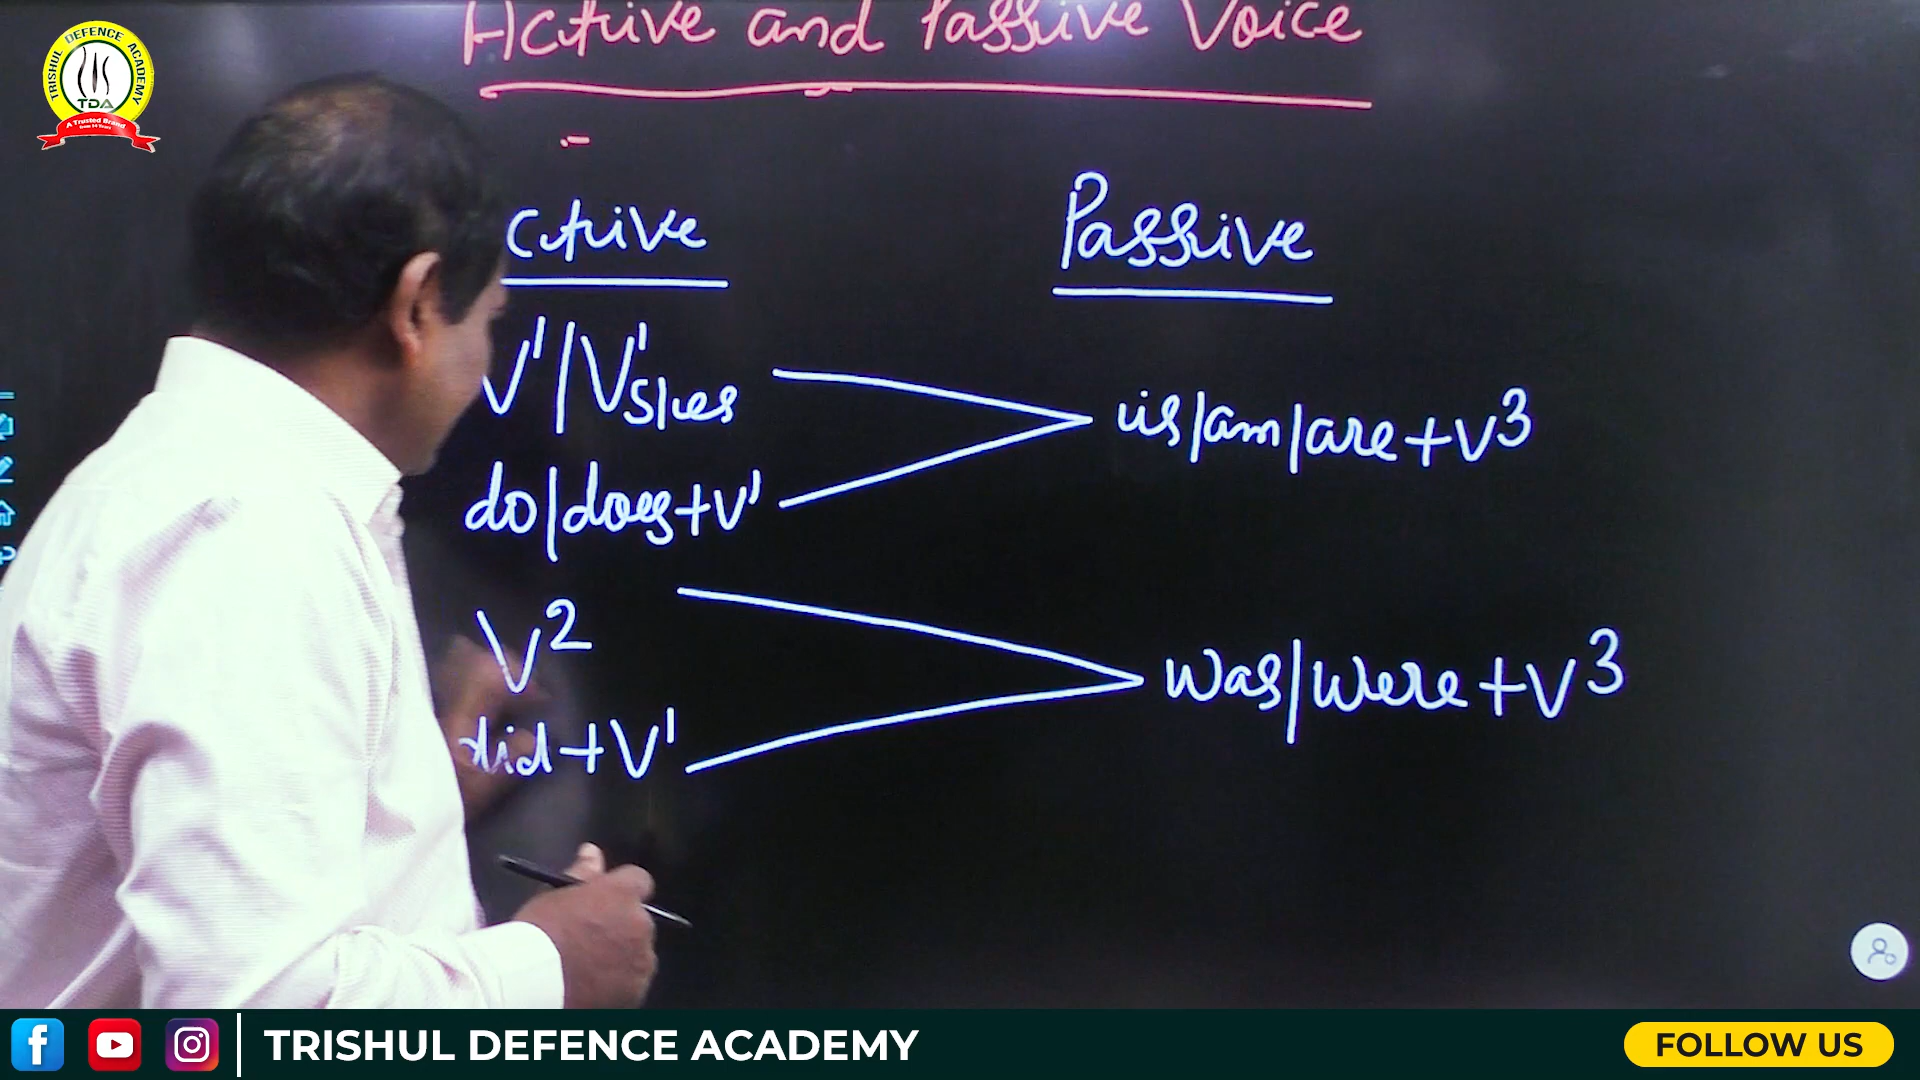 TRISHUL DEFENCE ACADEMY
TDA
A Trusted Brand
Active and Passive Voice
ctive Passive
V¹/V¹s/es is/am/are+V³
do/does+V¹
V² was/were+V³
did+V¹
TRISHUL DEFENCE ACADEMY
FOLLOW US